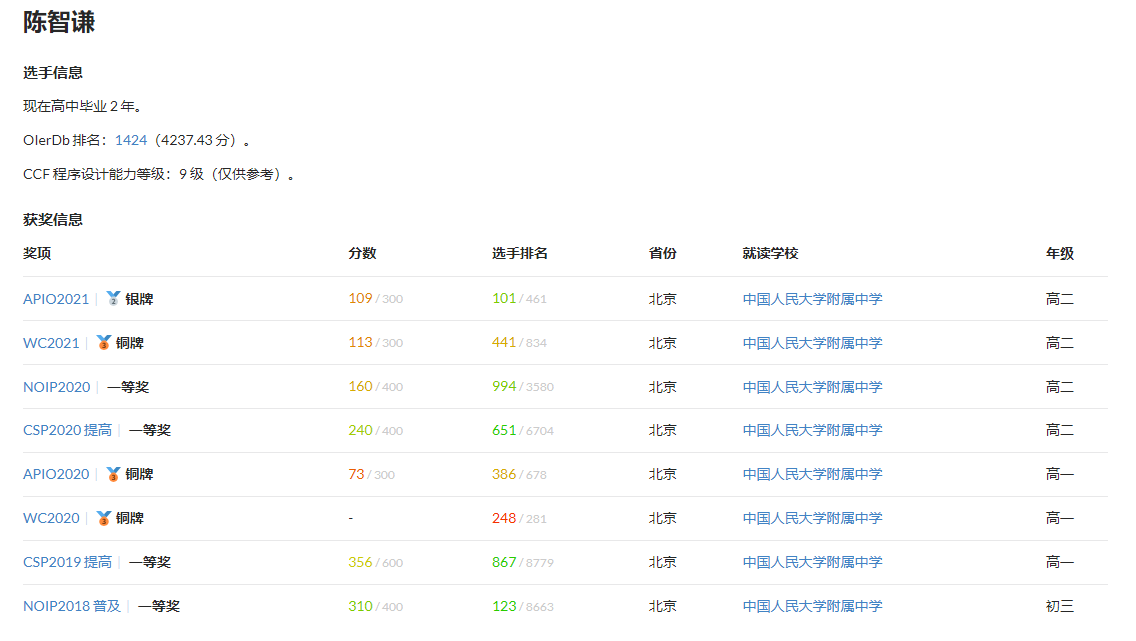 陈智谦
选手信息
现在高中毕业 2 年。
OIerDb 排名：1424（4237.43 分）。
CCF 程序设计能力等级：9 级（仅供参考）。
获奖信息
奖项 分数 选手排名 省份 就读学校 年级
APIO2021 | 银牌 109 / 300 101 / 461 北京 中国人民大学附属中学 高二
WC2021 | 铜牌 113 / 300 441 / 834 北京 中国人民大学附属中学 高二
NOIP2020 | 一等奖 160 / 400 994 / 3580 北京 中国人民大学附属中学 高二
CSP2020 提高 | 一等奖 240 / 400 651 / 6704 北京 中国人民大学附属中学 高二
APIO2020 | 铜牌 73 / 300 386 / 678 北京 中国人民大学附属中学 高一
WC2020 | 铜牌 - 248 / 281 北京 中国人民大学附属中学 高一
CSP2019 提高 | 一等奖 356 / 600 867 / 8779 北京 中国人民大学附属中学 高一
NOIP2018 普及 | 一等奖 310 / 400 123 / 8663 北京 中国人民大学附属中学 初三